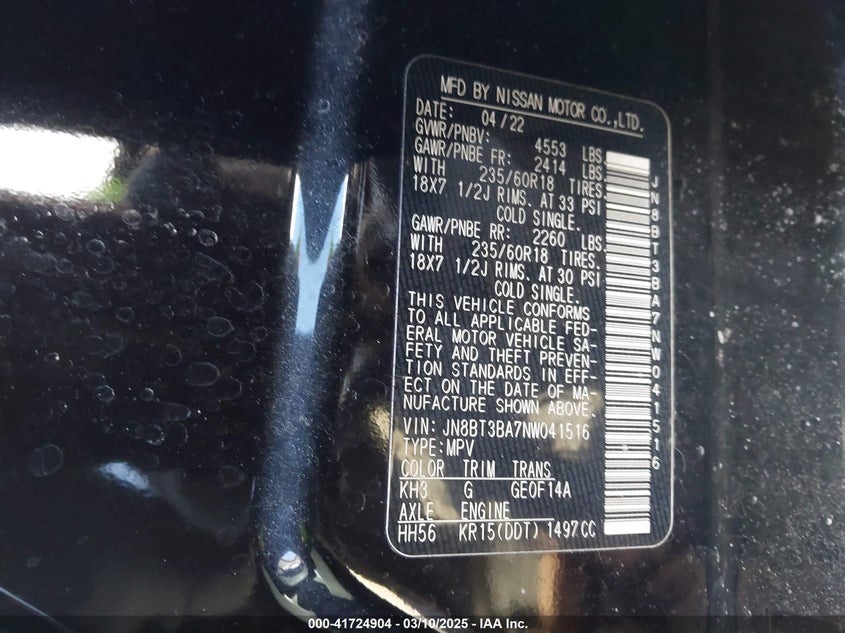 MFD BY NISSAN MOTOR CO.,LTD.
DATE: 04/22
GVWR/PNBV: 4553 LBS.
GAWR/PNBE FR: 2414 LBS.
WITH 235/60R18 TIRES.
18X7 1/2J RIMS. AT 33 PSI
COLD SINGLE.
GAWR/PNBE RR: 2260 LBS.
WITH 235/60R18 TIRES.
18X7 1/2J RIMS. AT 30 PSI
COLD SINGLE.
THIS VEHICLE CONFORMS
TO ALL APPLICABLE FED-
ERAL MOTOR VEHICLE SA-
FETY AND THEFT PREVEN-
TION STANDARDS IN EFF-
ECT ON THE DATE OF MA-
NUFACTURE SHOWN ABOVE.
VIN: JN8BT3BA7NW041516
TYPE:MPV
COLOR TRIM TRANS
KH3 G GE0F14A
AXLE ENGINE
HH56 KR15(DDT) 1497CC
JN8BT3BA7NW041516
000-41724904 - 03/10/2025 - IAA Inc.